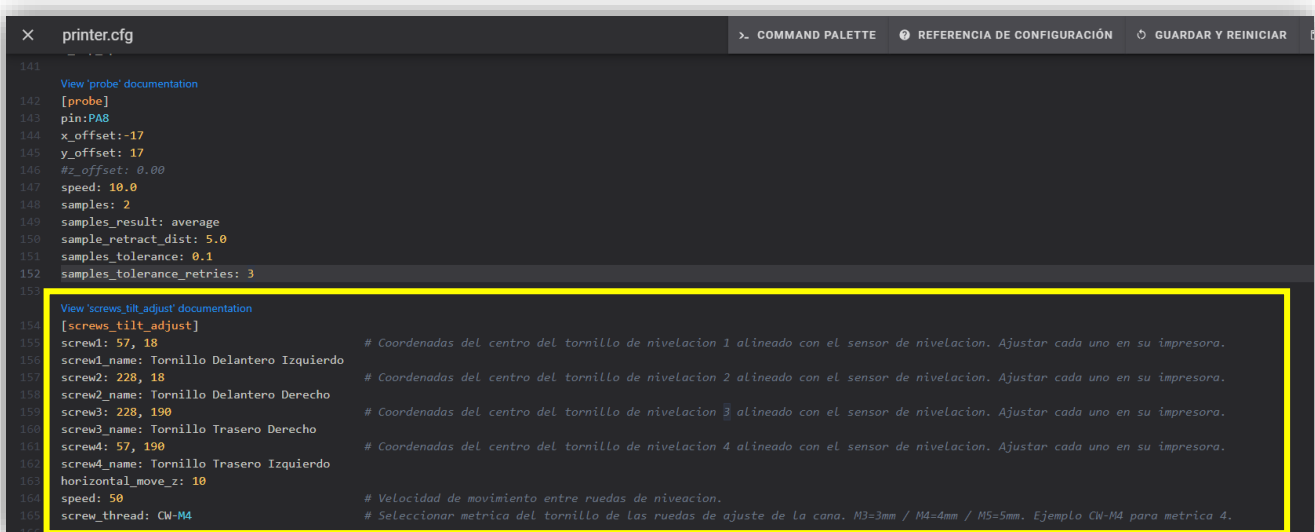 printer.cfg
COMMAND PALETTE
REFERENCIA DE CONFIGURACIÓN
GUARDAR Y REINICIAR
141
View 'probe' documentation
142 [probe]
143 pin:PA8
144 x_offset:-17
145 y_offset: 17
146 #z_offset: 0.00
147 speed: 10.0
148 samples: 2
149 samples_result: average
150 sample_retract_dist: 5.0
151 samples_tolerance: 0.1
152 samples_tolerance_retries: 3
153
View 'screws_tilt_adjust' documentation
154 [screws_tilt_adjust]
155 screw1: 57, 18 # Coordenadas del centro del tornillo de nivelacion 1 alineado con el sensor de nivelacion. Ajustar cada uno en su impresora.
156 screw1_name: Tornillo Delantero Izquierdo
157 screw2: 228, 18 # Coordenadas del centro del tornillo de nivelacion 2 alineado con el sensor de nivelacion. Ajustar cada uno en su impresora.
158 screw2_name: Tornillo Delantero Derecho
159 screw3: 228, 190 # Coordenadas del centro del tornillo de nivelacion 3 alineado con el sensor de nivelacion. Ajustar cada uno en su impresora.
160 screw3_name: Tornillo Trasero Derecho
161 screw4: 57, 190 # Coordenadas del centro del tornillo de nivelacion 4 alineado con el sensor de nivelacion. Ajustar cada uno en su impresora.
162 screw4_name: Tornillo Trasero Izquierdo
163 horizontal_move_z: 10
164 speed: 50 # Velocidad de movimiento entre ruedas de niveacion.
165 screw_thread: CW-M4 # Seleccionar metrica del tornillo de las ruedas de ajuste de la cana. M3=3mm / M4=4mm / M5=5mm. Ejemplo CW-M4 para metrica 4.